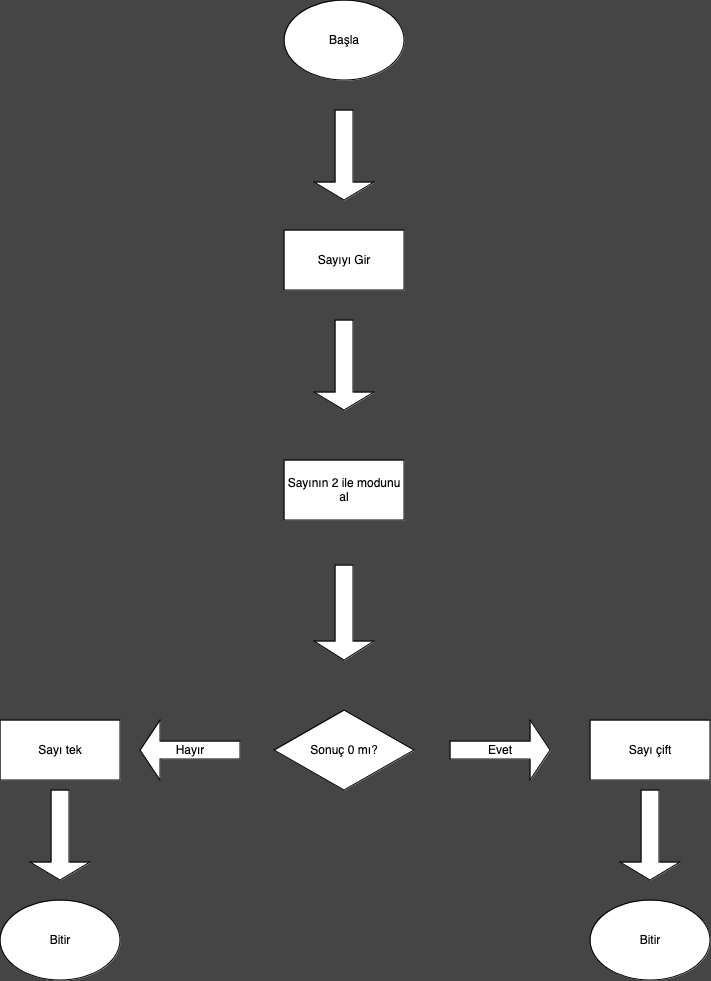 Başla
Sayıyı Gir
Sayının 2 ile modunu
al
Sayı tek
Hayır
Sonuç 0 mı?
Evet
Sayı çift
Bitir
Bitir